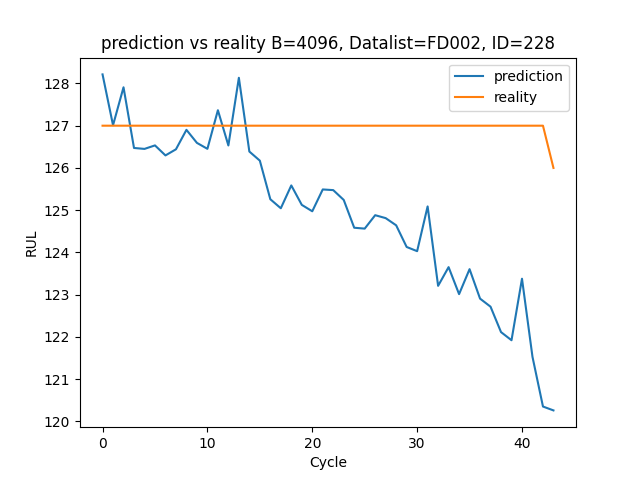 prediction vs reality B=4096, Datalist=FD002, ID=228
prediction
reality
128
127
126
125
124
123
122
121
120
RUL
0 10 20 30 40
Cycle